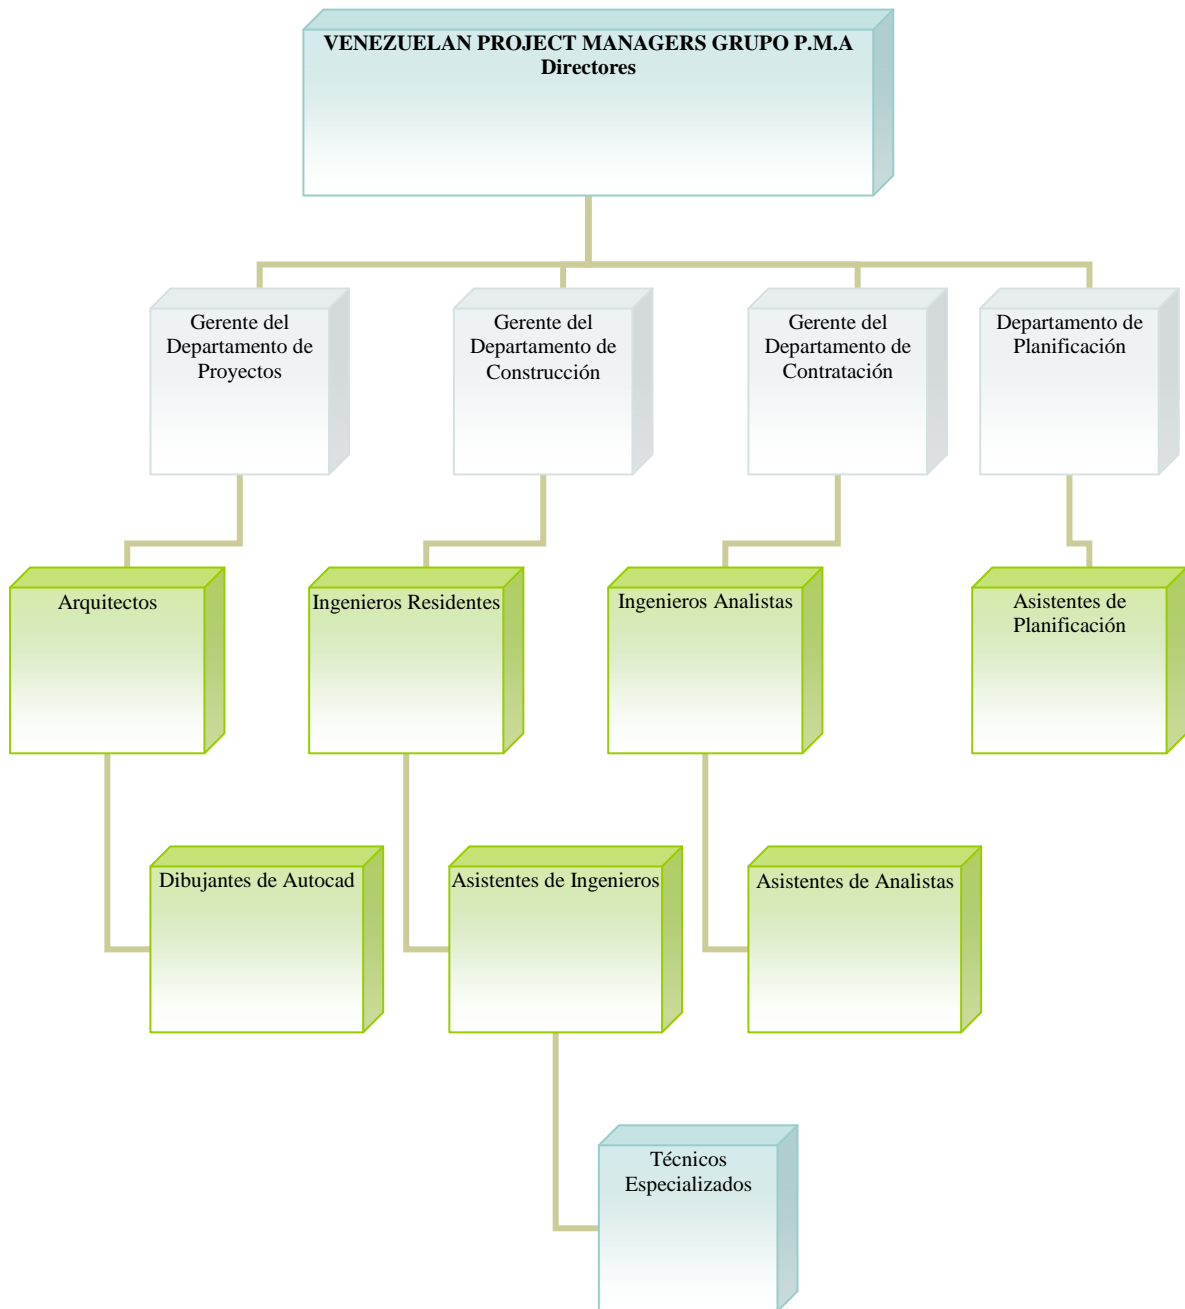 VENEZUELAN PROJECT MANAGERS GRUPO P.M.A
Directores
Gerente del
Departamento de
Proyectos
Gerente del
Departamento de
Construcción
Gerente del
Departamento de
Contratación
Departamento de
Planificación
Arquitectos
Ingenieros Residentes
Ingenieros Analistas
Asistentes de
Planificación
Dibujantes de Autocad
Asistentes de Ingenieros
Asistentes de Analistas
Técnicos
Especializados